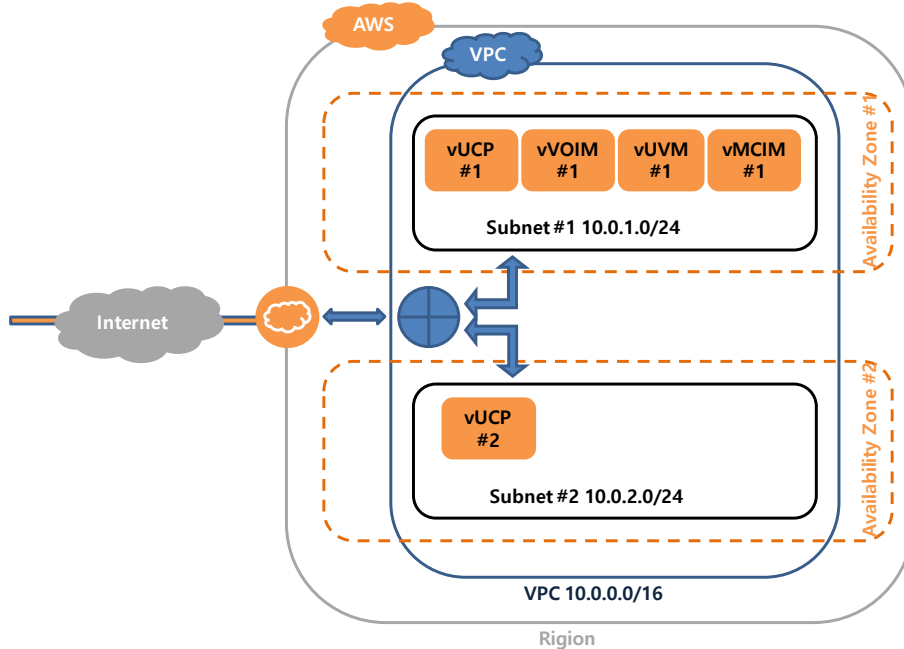 AWS
VPC
Availability Zone #1
vUCP
#1
vVOIM
#1
vUVM
#1
vMCIM
#1
Subnet #1 10.0.1.0/24
Internet
Availability Zone #2
vUCP
#2
Subnet #2 10.0.2.0/24
VPC 10.0.0.0/16
Rigion